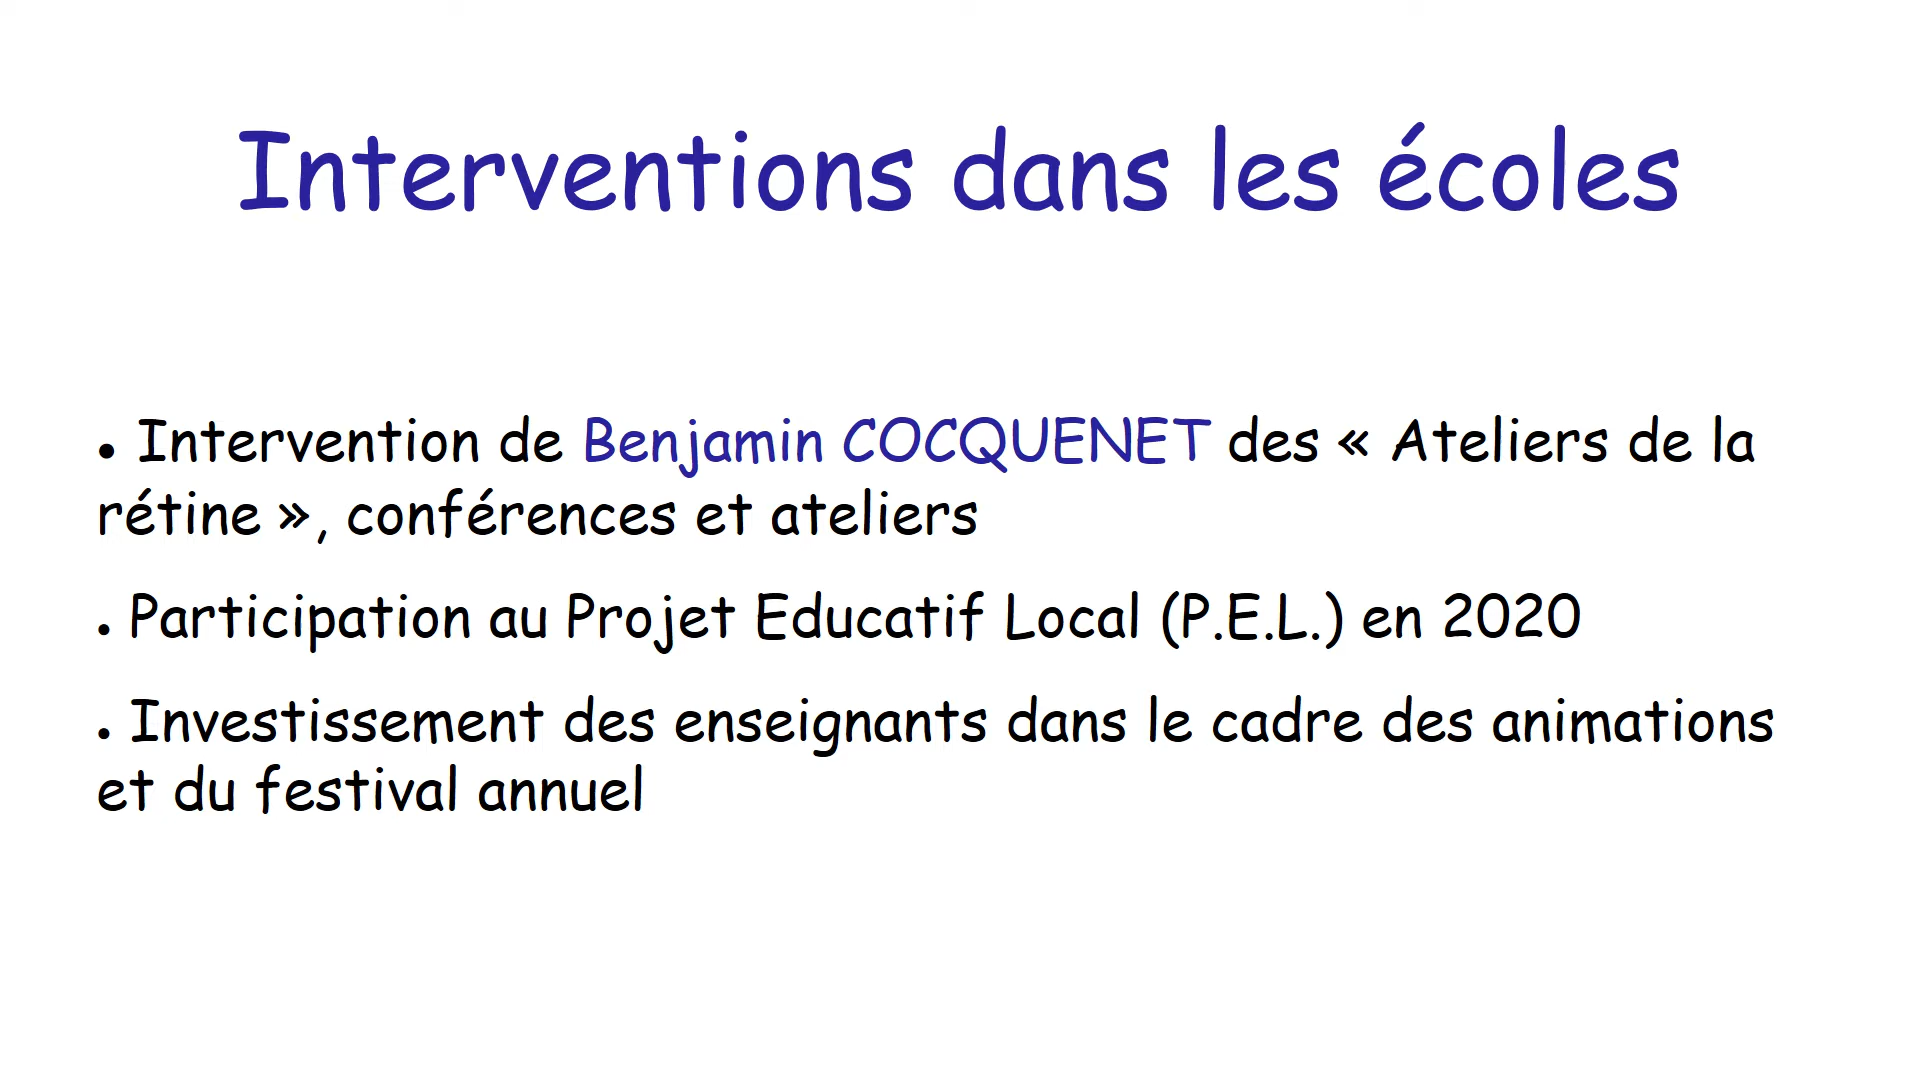 Interventions dans les écoles
● Intervention de Benjamin COCQUENET des « Ateliers de la
rétine », conférences et ateliers
● Participation au Projet Educatif Local (P.E.L.) en 2020
● Investissement des enseignants dans le cadre des animations
et du festival annuel